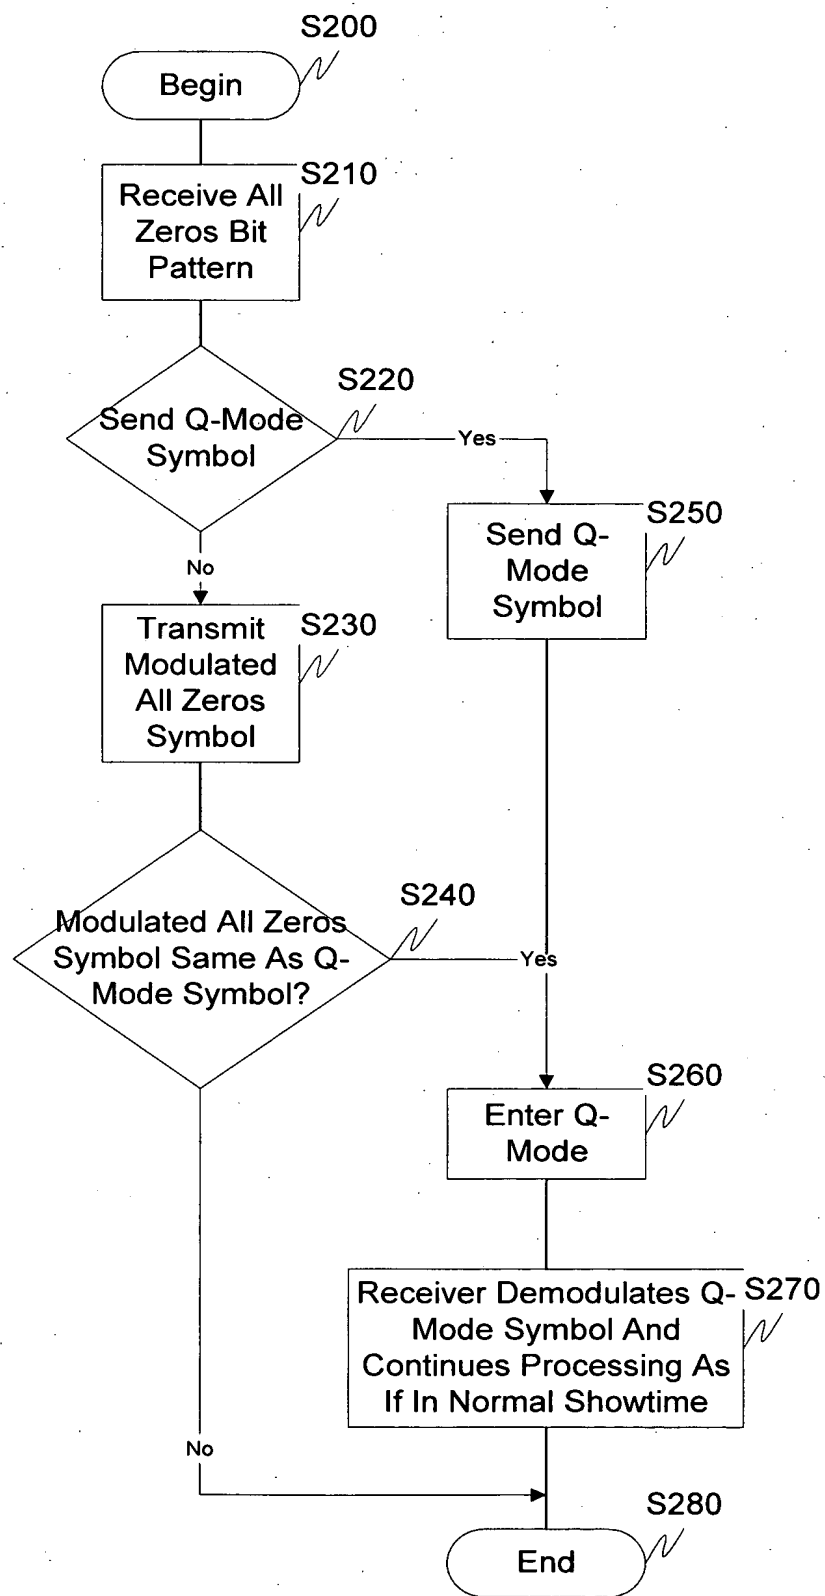 S200
Begin
S210
Receive All
Zeros Bit
Pattern
S220
Send Q-Mode
Symbol
Yes
S250
Send Q-
Mode
Symbol
No
S230
Transmit
Modulated
All Zeros
Symbol
S240
Modulated All Zeros
Symbol Same As Q-
Mode Symbol?
Yes
S260
Enter Q-
Mode
S270
Receiver Demodulates Q-
Mode Symbol And
Continues Processing As
If In Normal Showtime
No
S280
End